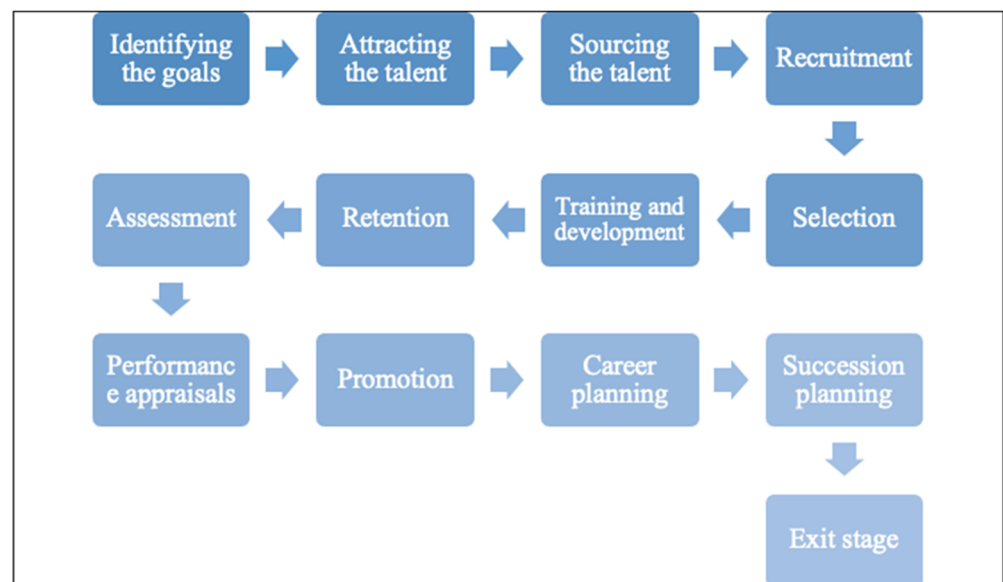 Identifying
the goals
Attracting
the talent
Sourcing
the talent
Recruitment
Selection
Training and
development
Retention
Assessment
Performanc
e appraisals
Promotion
Career
planning
Succession
planning
Exit stage